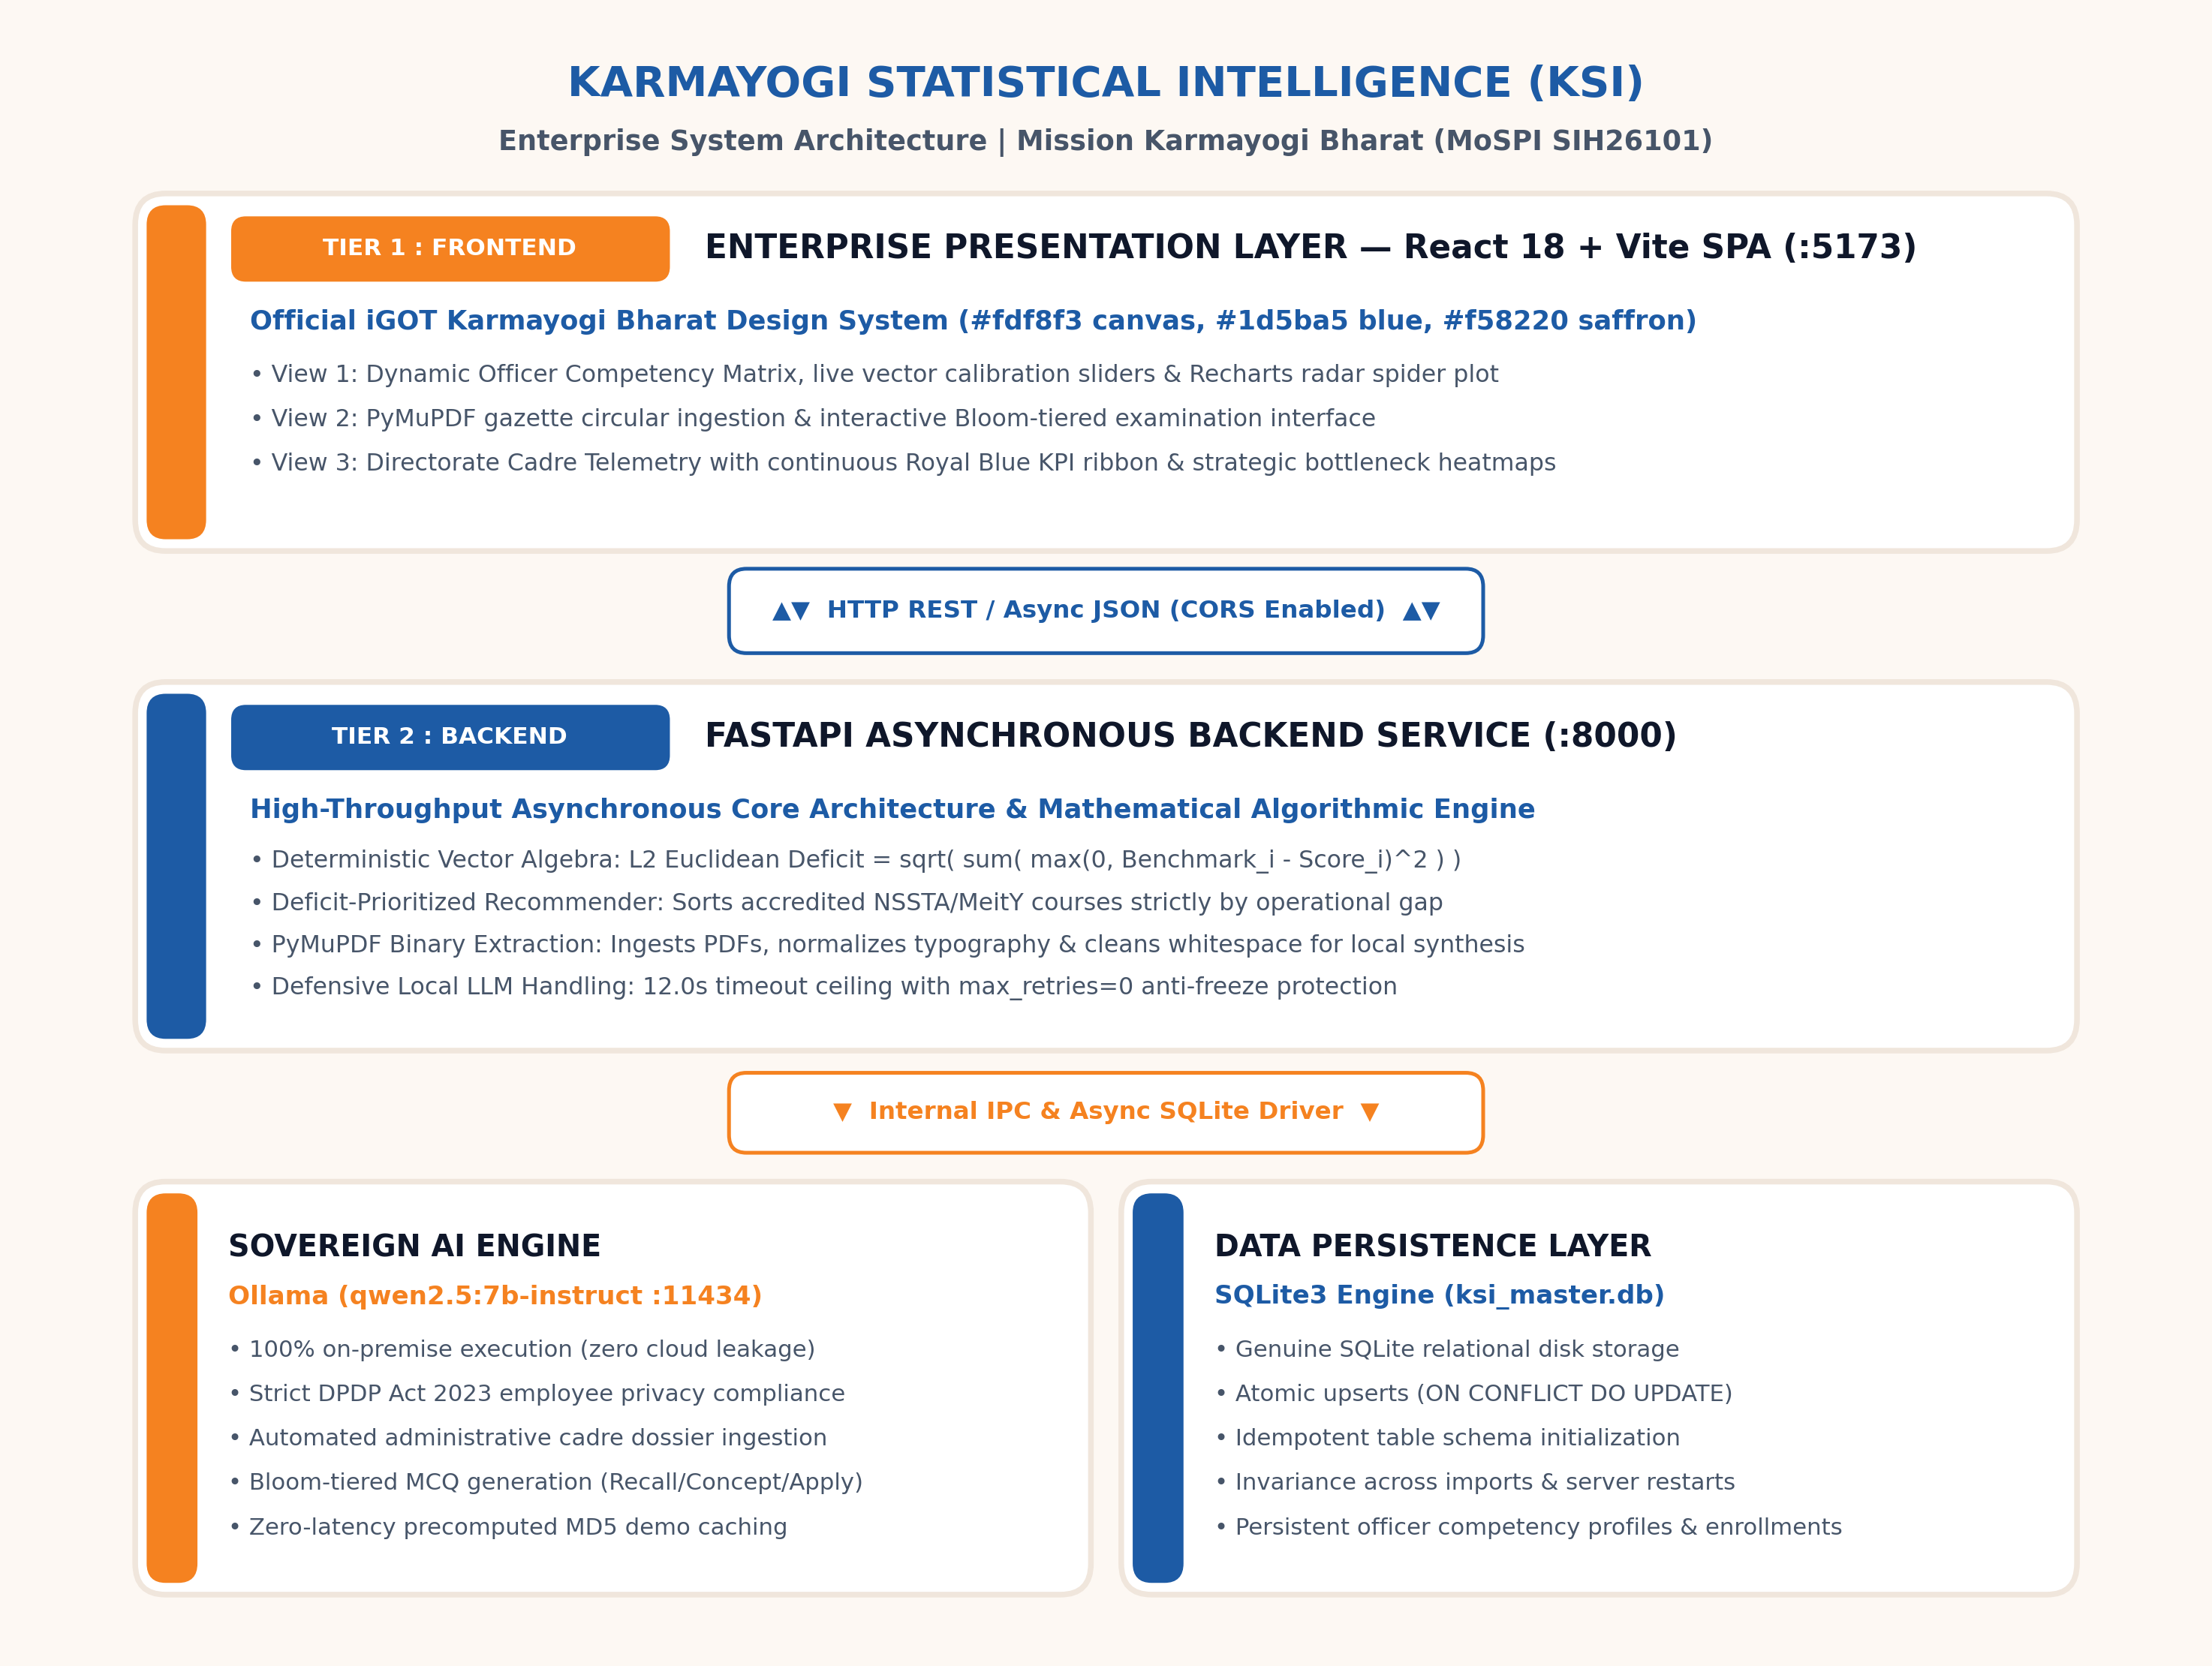 KARMAYOGI STATISTICAL INTELLIGENCE (KSI)
Enterprise System Architecture | Mission Karmayogi Bharat (MoSPI SIH26101)
TIER 1 : FRONTEND
ENTERPRISE PRESENTATION LAYER — React 18 + Vite SPA (:5173)
Official iGOT Karmayogi Bharat Design System (#fdf8f3 canvas, #1d5ba5 blue, #f58220 saffron)
• View 1: Dynamic Officer Competency Matrix, live vector calibration sliders & Recharts radar spider plot
• View 2: PyMuPDF gazette circular ingestion & interactive Bloom-tiered examination interface
• View 3: Directorate Cadre Telemetry with continuous Royal Blue KPI ribbon & strategic bottleneck heatmaps
▲▼ HTTP REST / Async JSON (CORS Enabled) ▲▼
TIER 2 : BACKEND
FASTAPI ASYNCHRONOUS BACKEND SERVICE (:8000)
High-Throughput Asynchronous Core Architecture & Mathematical Algorithmic Engine
• Deterministic Vector Algebra: L2 Euclidean Deficit = sqrt( sum( max(0, Benchmark_i - Score_i)^2 ) )
• Deficit-Prioritized Recommender: Sorts accredited NSSTA/MeitY courses strictly by operational gap
• PyMuPDF Binary Extraction: Ingests PDFs, normalizes typography & cleans whitespace for local synthesis
• Defensive Local LLM Handling: 12.0s timeout ceiling with max_retries=0 anti-freeze protection
▼ Internal IPC & Async SQLite Driver ▼
SOVEREIGN AI ENGINE
Ollama (qwen2.5:7b-instruct :11434)
• 100% on-premise execution (zero cloud leakage)
• Strict DPDP Act 2023 employee privacy compliance
• Automated administrative cadre dossier ingestion
• Bloom-tiered MCQ generation (Recall/Concept/Apply)
• Zero-latency precomputed MD5 demo caching
DATA PERSISTENCE LAYER
SQLite3 Engine (ksi_master.db)
• Genuine SQLite relational disk storage
• Atomic upserts (ON CONFLICT DO UPDATE)
• Idempotent table schema initialization
• Invariance across imports & server restarts
• Persistent officer competency profiles & enrollments